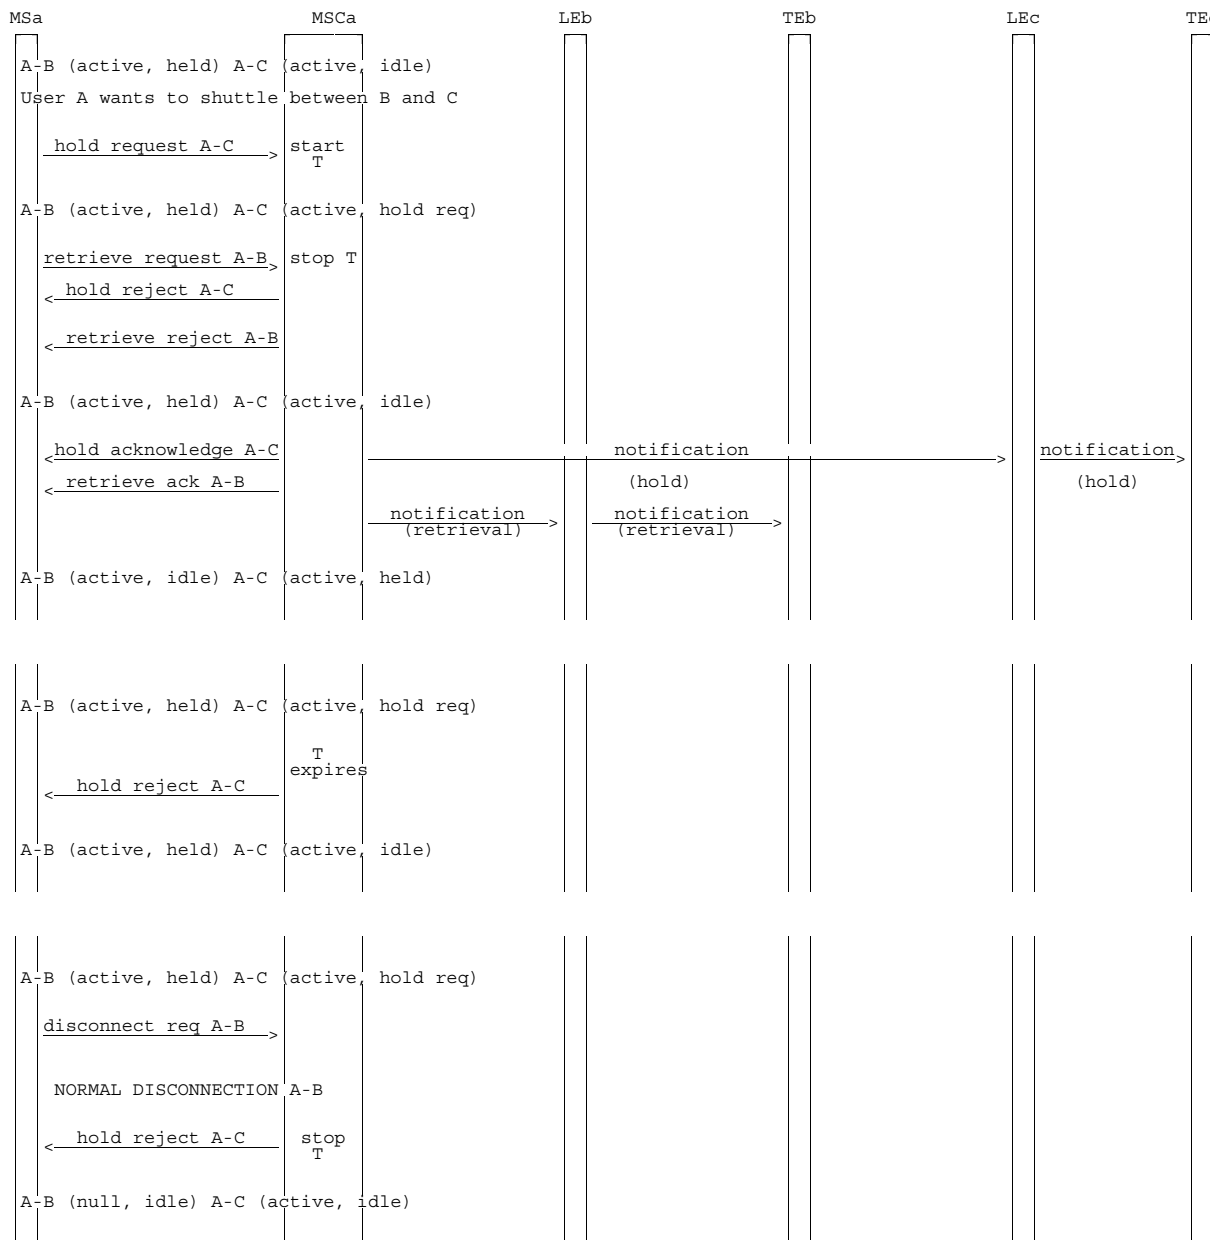 MSa MSCa LEb TEb LEc TEc
A-B (active, held) A-C (active, idle)
User A wants to shuttle between B and C
hold request A-C start
T
A-B (active, held) A-C (active, hold req)
retrieve request A-B stop T
hold reject A-C
retrieve reject A-B
A-B (active, held) A-C (active, idle)
hold acknowledge A-C notification notification
retrieve ack A-B (hold) (hold)
notification notification
(retrieval) (retrieval)
A-B (active, idle) A-C (active, held)
A-B (active, held) A-C (active, hold req)
T
expires
hold reject A-C
A-B (active, held) A-C (active, idle)
A-B (active, held) A-C (active, hold req)
disconnect req A-B
NORMAL DISCONNECTION A-B
hold reject A-C stop
T
A-B (null, idle) A-C (active, idle)